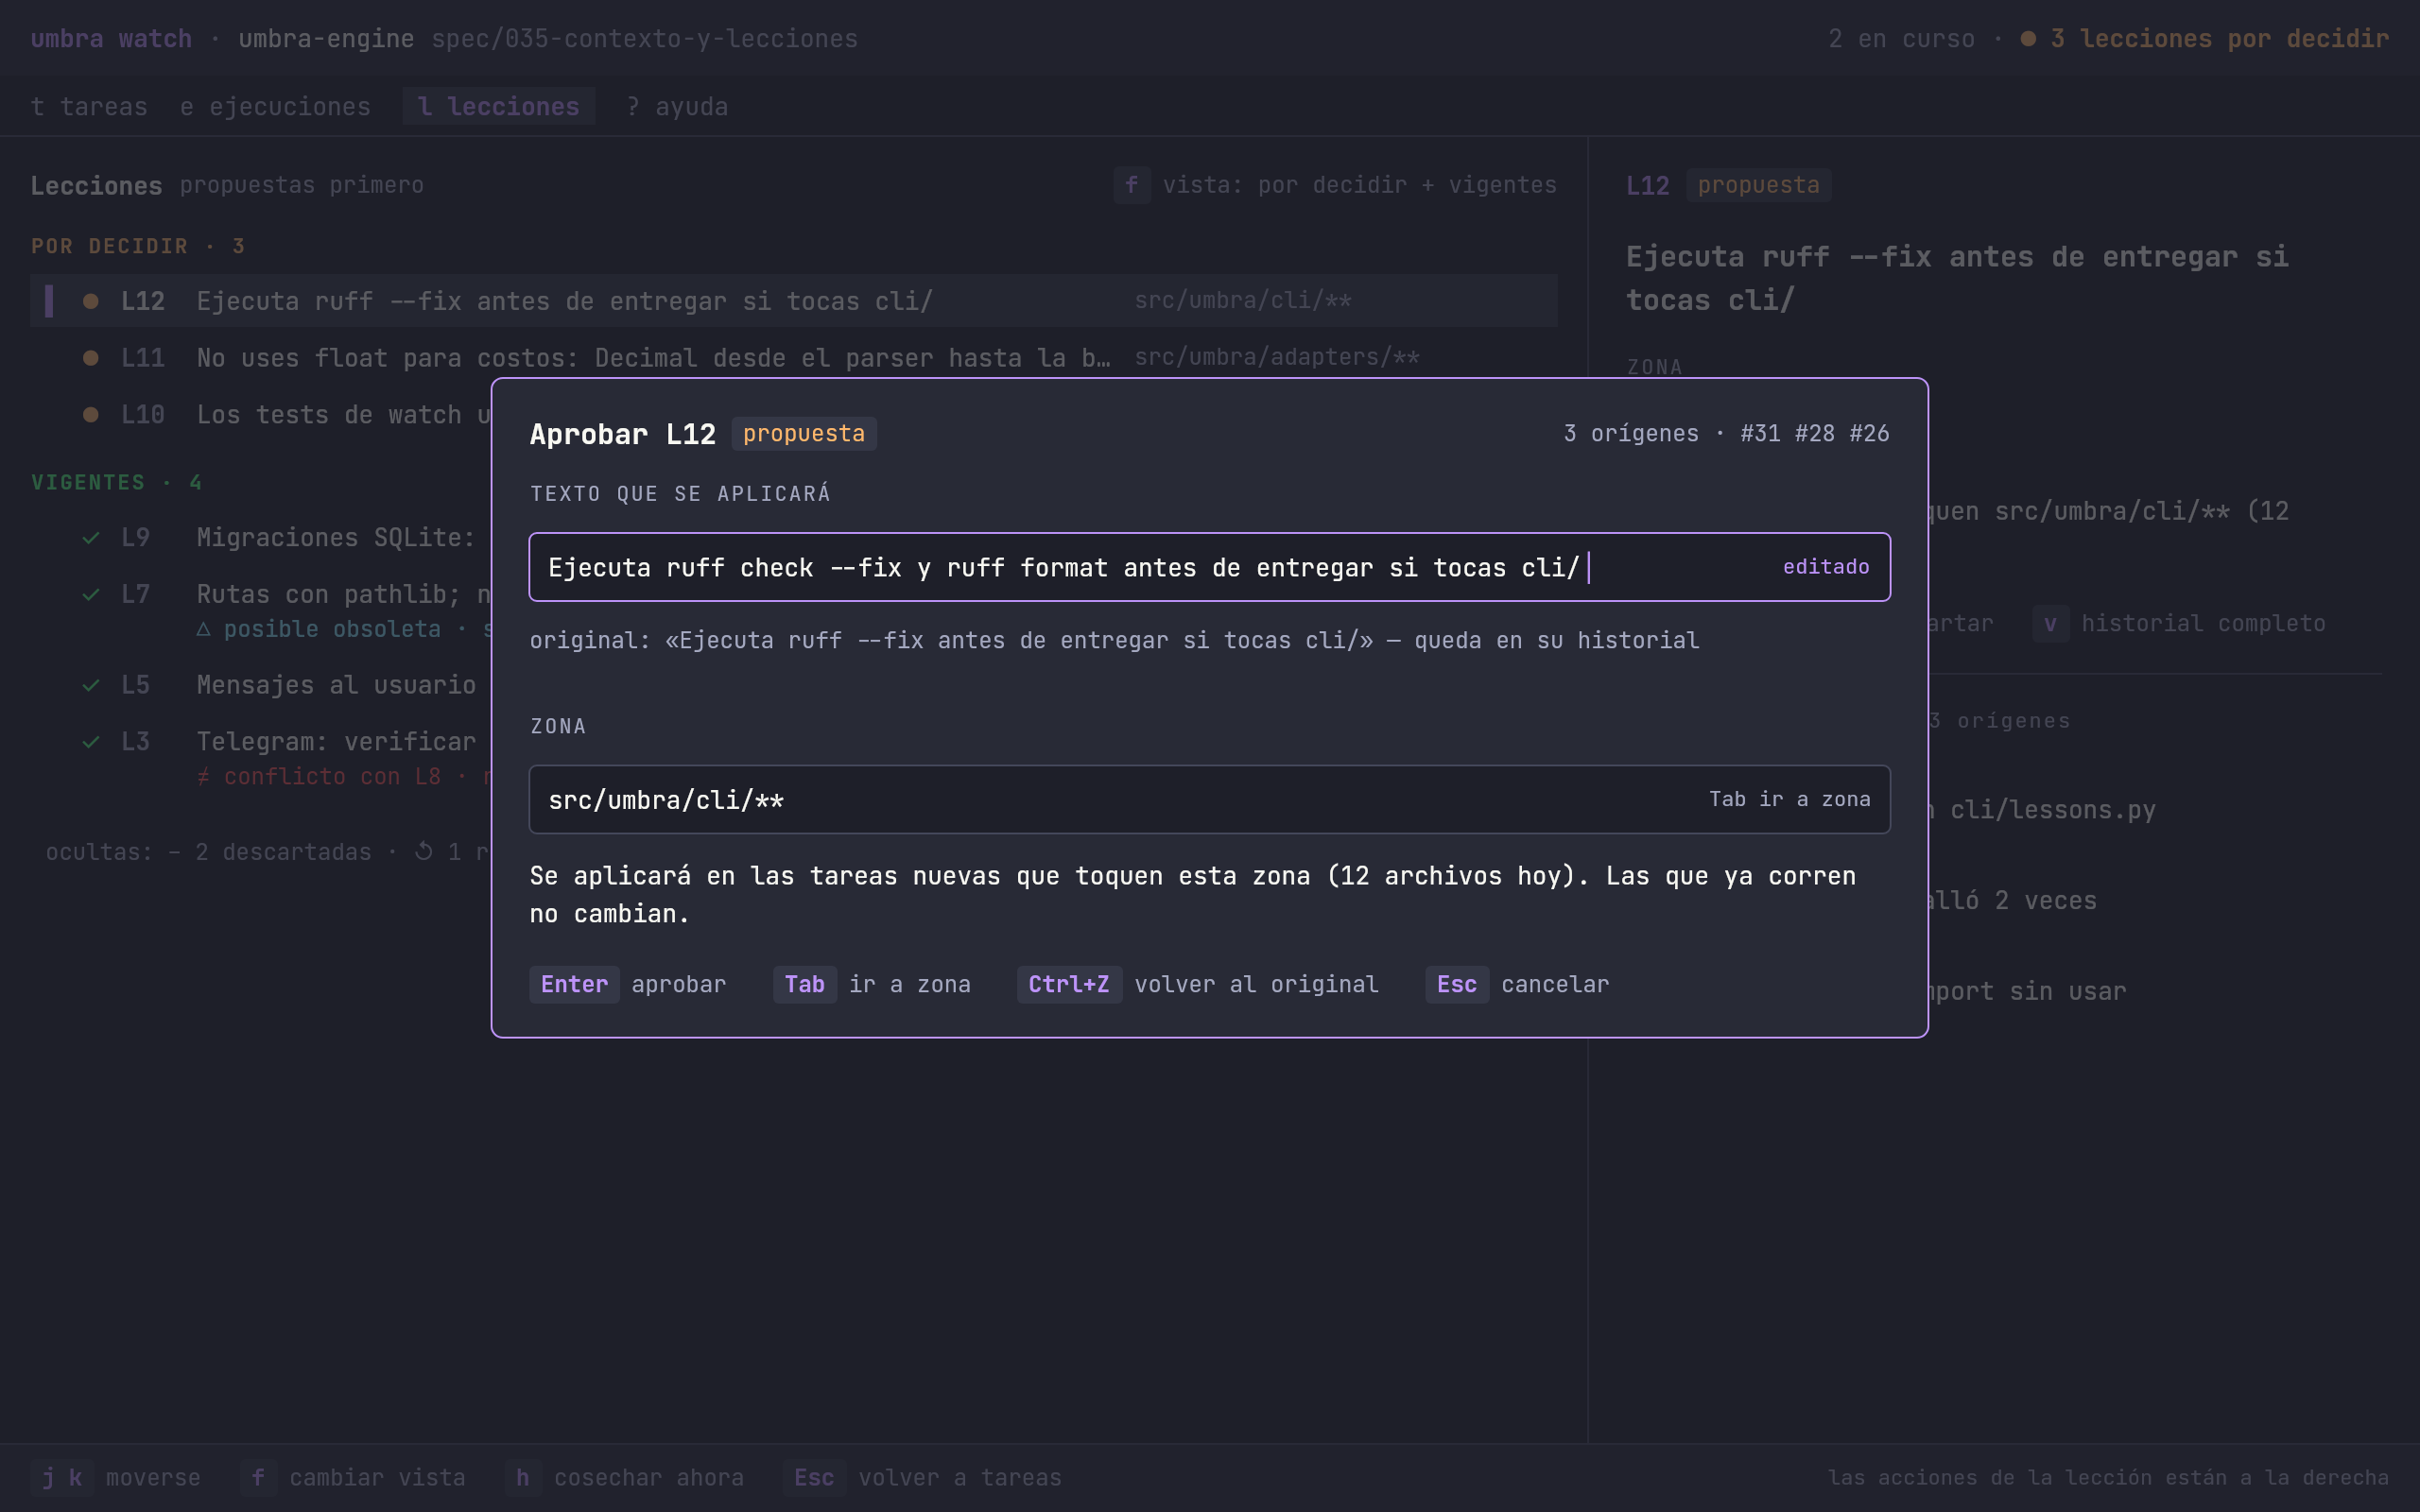 umbra watch · umbra-engine spec/035-contexto-y-lecciones
2 en curso · ● 3 lecciones por decidir
t tareas e ejecuciones l lecciones ? ayuda
Lecciones propuestas primero
f vista: por decidir + vigentes
POR DECIDIR · 3
L12 Ejecuta ruff --fix antes de entregar si tocas cli/ src/umbra/cli/**
L11 No uses float para costos: Decimal desde el parser hasta la b… src/umbra/adapters/**
L10 Los tests de watch
VIGENTES · 4
✓ L9 Migraciones SQLite:
✓ L7 Rutas con pathlib;
△ posible obsoleta ·
✓ L5 Mensajes al usuario
✓ L3 Telegram: verificar
≠ conflicto con L8 ·
ocultas: – 2 descartadas · ↺ 1
L12 propuesta
Ejecuta ruff --fix antes de entregar si
tocas cli/
ZONA
src/umbra/cli/** (12
v historial completo
3 orígenes
cli/lessons.py
2 veces
sin usar
Aprobar L12 propuesta
3 orígenes · #31 #28 #26
TEXTO QUE SE APLICARÁ
Ejecuta ruff check --fix y ruff format antes de entregar si tocas cli/
editado
original: «Ejecuta ruff --fix antes de entregar si tocas cli/» — queda en su historial
ZONA
src/umbra/cli/**
Tab ir a zona
Se aplicará en las tareas nuevas que toquen esta zona (12 archivos hoy). Las que ya corren
no cambian.
Enter aprobar Tab ir a zona Ctrl+Z volver al original Esc cancelar
j k moverse f cambiar vista h cosechar ahora Esc volver a tareas
las acciones de la lección están a la derecha